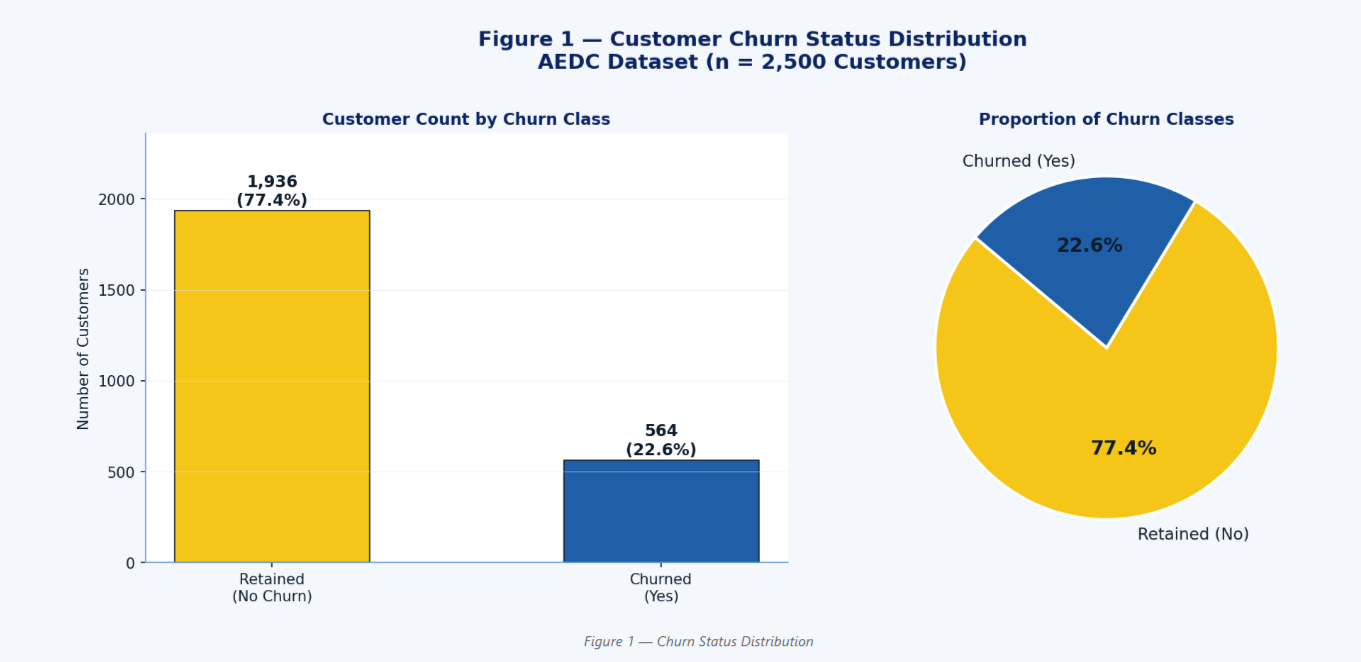 Figure 1 — Customer Churn Status Distribution
AEDC Dataset (n = 2,500 Customers)
Customer Count by Churn Class
Number of Customers
2000
1500
1000
500
0
1,936
(77.4%)
564
(22.6%)
Retained
(No Churn)
Churned
(Yes)
Proportion of Churn Classes
Churned (Yes)
22.6%
77.4%
Retained (No)
Figure 1 — Churn Status Distribution